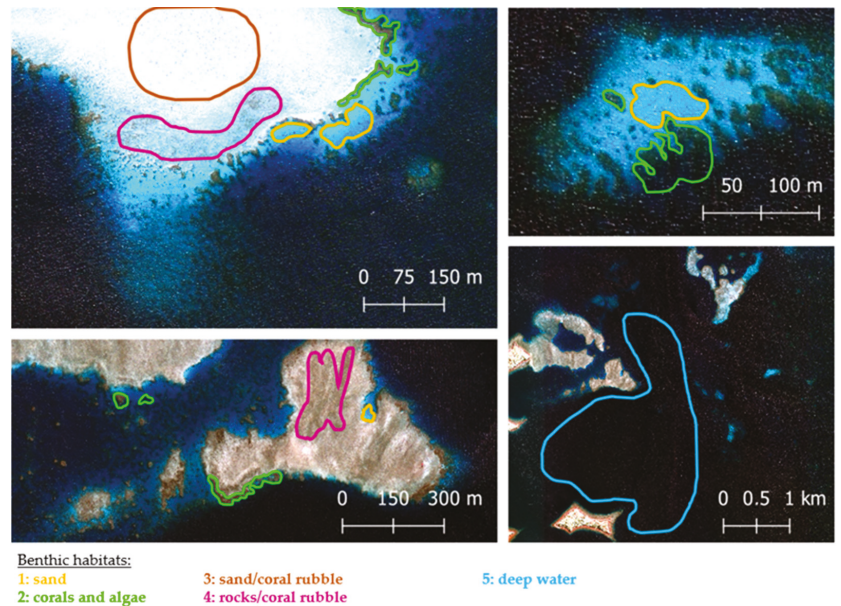 0 75 150 m
50 100 m
0 150 300 m
0 0.5 1 km
Benthic habitats:
1: sand
2: corals and algae
3: sand/coral rubble
4: rocks/coral rubble
5: deep water